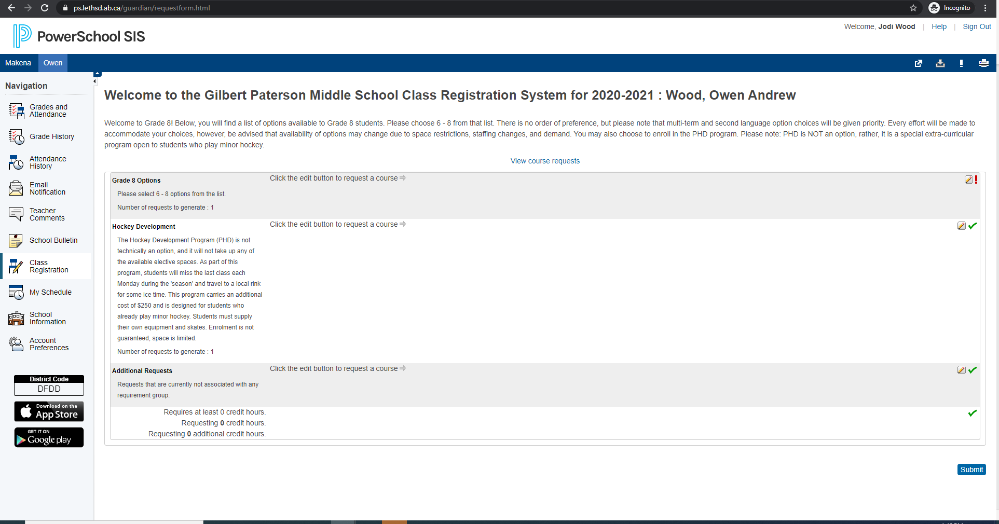 ps.lethsd.ab.ca/guardian/requestform.html
Incognito
PowerSchool SIS
Welcome, Jodi Wood | Help | Sign Out
Makena Owen
Navigation
Grades and
Attendance
Grade History
Attendance
History
Email
Notification
Teacher
Comments
School Bulletin
Class
Registration
My Schedule
School
Information
Account
Preferences
District Code
DFDD
Download on the
App Store
GET IT ON
Google play
Welcome to the Gilbert Paterson Middle School Class Registration System for 2020-2021 : Wood, Owen Andrew
Welcome to Grade 8! Below, you will find a list of options available to Grade 8 students. Please choose 6 - 8 from that list. There is no order of preference, but please note that multi-term and second language option choices will be given priority. Every effort will be made to
accommodate your choices, however, be advised that availability of options may change due to space restrictions, staffing changes, and demand. You may also choose to enroll in the PHD program. Please note: PHD is NOT an option, rather, it is a special extra-curricular
program open to students who play minor hockey.
View course requests
Grade 8 Options
Click the edit button to request a course
Please select 6 - 8 options from the list.
Number of requests to generate : 1
Hockey Development
Click the edit button to request a course
The Hockey Development Program (PHD) is not
technically an option, and it will not take up any of
the available elective spaces. As part of this
program, students will miss the last class each
Monday during the 'season' and travel to a local rink
for some ice time. This program carries an additional
cost of $250 and is designed for students who
already play minor hockey. Students must supply
their own equipment and skates. Enrolment is not
guaranteed, space is limited.
Number of requests to generate : 1
Additional Requests
Click the edit button to request a course
Requests that are currently not associated with any
requirement group.
Requires at least 0 credit hours.
Requesting 0 credit hours.
Requesting 0 additional credit hours.
Submit